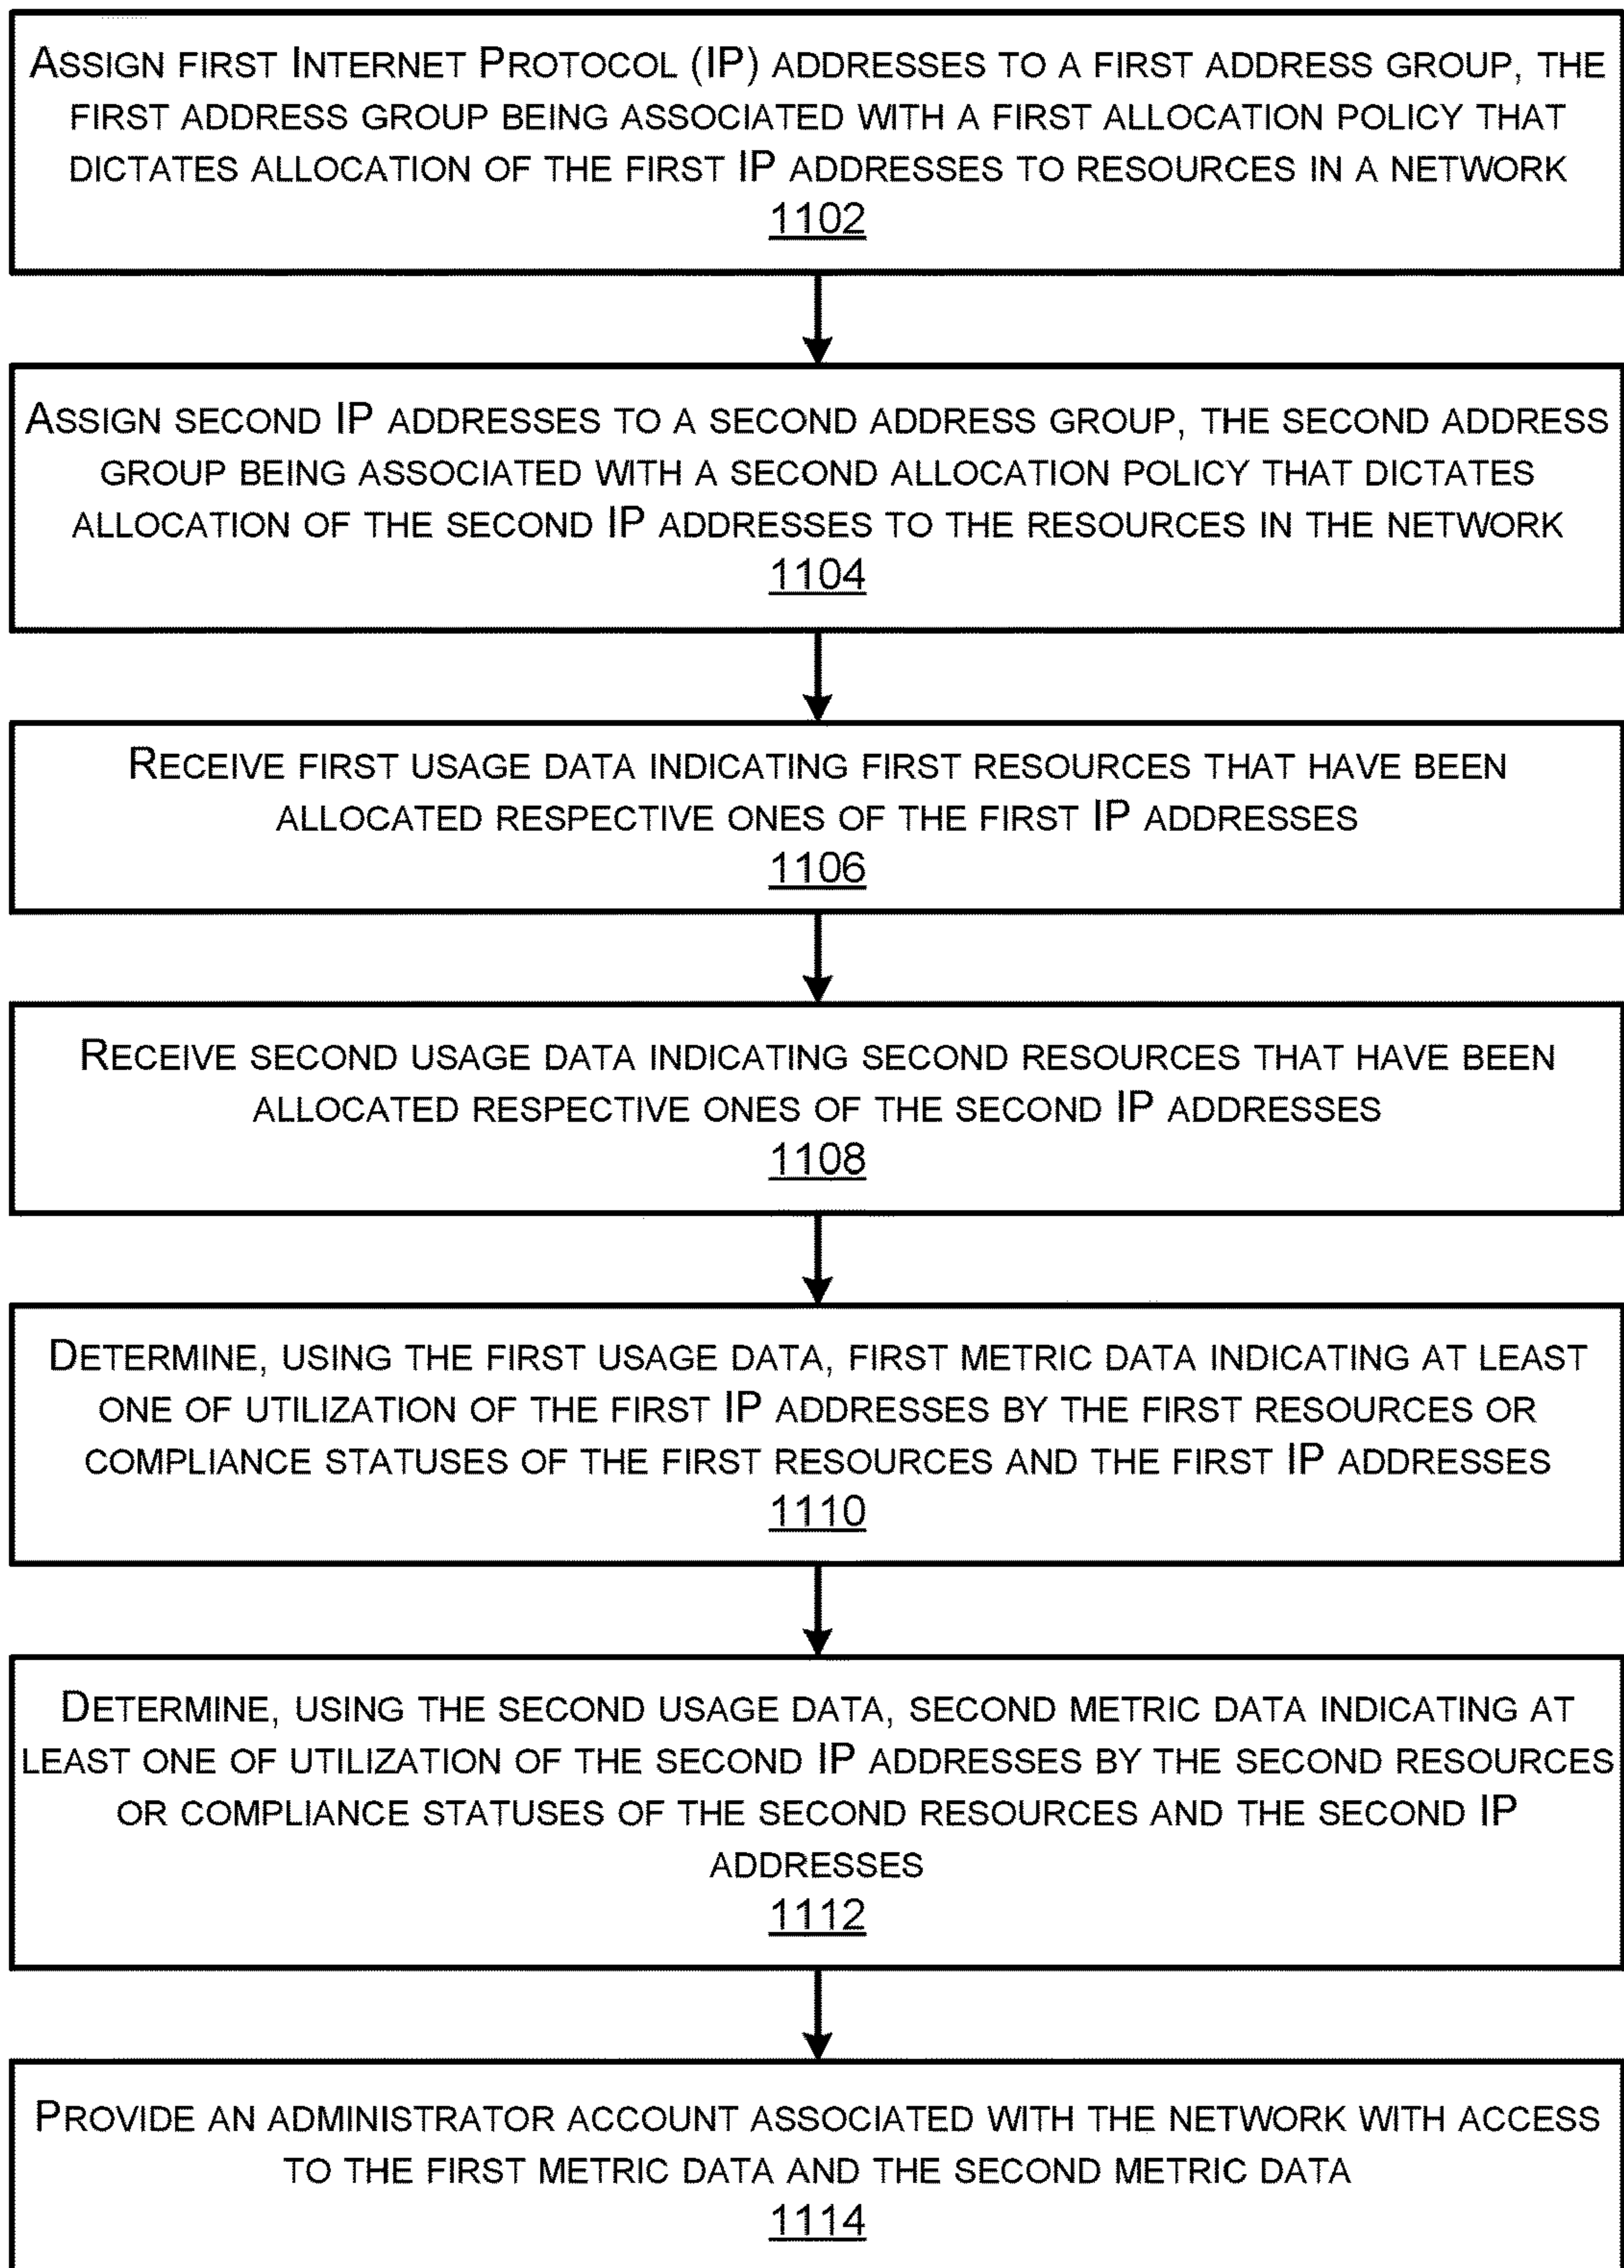 ASSIGN FIRST INTERNET PROTOCOL (IP) ADDRESSES TO A FIRST ADDRESS GROUP, THE
FIRST ADDRESS GROUP BEING ASSOCIATED WITH A FIRST ALLOCATION POLICY THAT
DICTATES ALLOCATION OF THE FIRST IP ADDRESSES TO RESOURCES IN A NETWORK
1102
ASSIGN SECOND IP ADDRESSES TO A SECOND ADDRESS GROUP, THE SECOND ADDRESS
GROUP BEING ASSOCIATED WITH A SECOND ALLOCATION POLICY THAT DICTATES
ALLOCATION OF THE SECOND IP ADDRESSES TO THE RESOURCES IN THE NETWORK
1104
RECEIVE FIRST USAGE DATA INDICATING FIRST RESOURCES THAT HAVE BEEN
ALLOCATED RESPECTIVE ONES OF THE FIRST IP ADDRESSES
1106
RECEIVE SECOND USAGE DATA INDICATING SECOND RESOURCES THAT HAVE BEEN
ALLOCATED RESPECTIVE ONES OF THE SECOND IP ADDRESSES
1108
DETERMINE, USING THE FIRST USAGE DATA, FIRST METRIC DATA INDICATING AT LEAST
ONE OF UTILIZATION OF THE FIRST IP ADDRESSES BY THE FIRST RESOURCES OR
COMPLIANCE STATUSES OF THE FIRST RESOURCES AND THE FIRST IP ADDRESSES
1110
DETERMINE, USING THE SECOND USAGE DATA, SECOND METRIC DATA INDICATING AT
LEAST ONE OF UTILIZATION OF THE SECOND IP ADDRESSES BY THE SECOND RESOURCES
OR COMPLIANCE STATUSES OF THE SECOND RESOURCES AND THE SECOND IP
ADDRESSES
1112
PROVIDE AN ADMINISTRATOR ACCOUNT ASSOCIATED WITH THE NETWORK WITH ACCESS
TO THE FIRST METRIC DATA AND THE SECOND METRIC DATA
1114